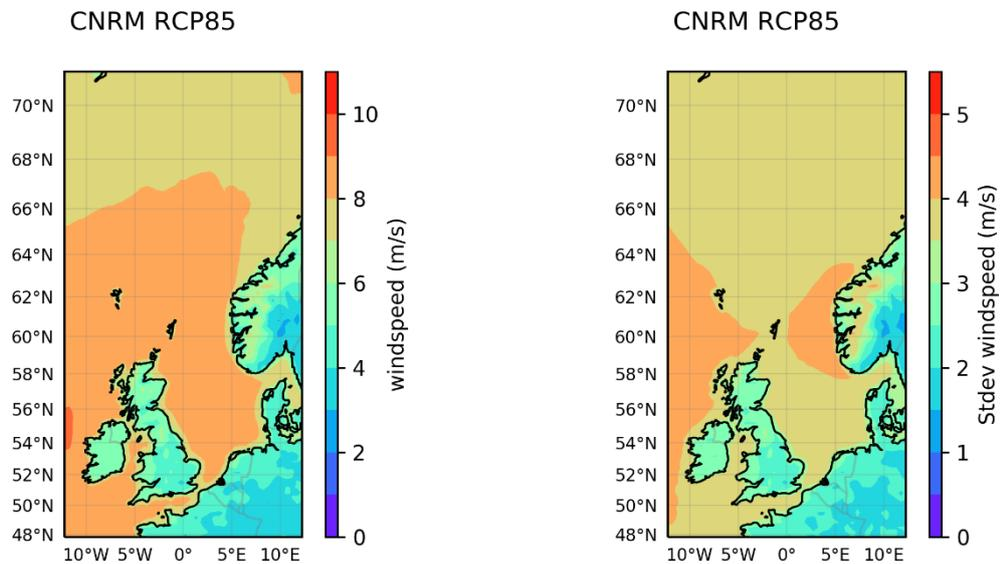 CNRM RCP85
70°N
68°N
66°N
64°N
62°N
60°N
58°N
56°N
54°N
52°N
50°N
48°N
10°W 5°W 0° 5°E 10°E
10
8
6
4
2
0
windspeed (m/s)
CNRM RCP85
70°N
68°N
66°N
64°N
62°N
60°N
58°N
56°N
54°N
52°N
50°N
48°N
10°W 5°W 0° 5°E 10°E
5
4
3
2
1
0
Stdev windspeed (m/s)